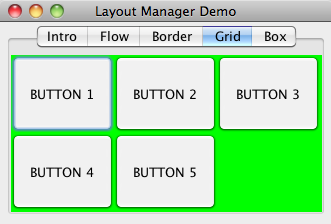 Layout Manager Demo
Intro Flow Border Grid Box
BUTTON 1 BUTTON 2 BUTTON 3
BUTTON 4 BUTTON 5